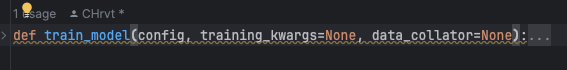 1 usage CHrvt *
def train_model(config, training_kwargs=None, data_collator=None):...